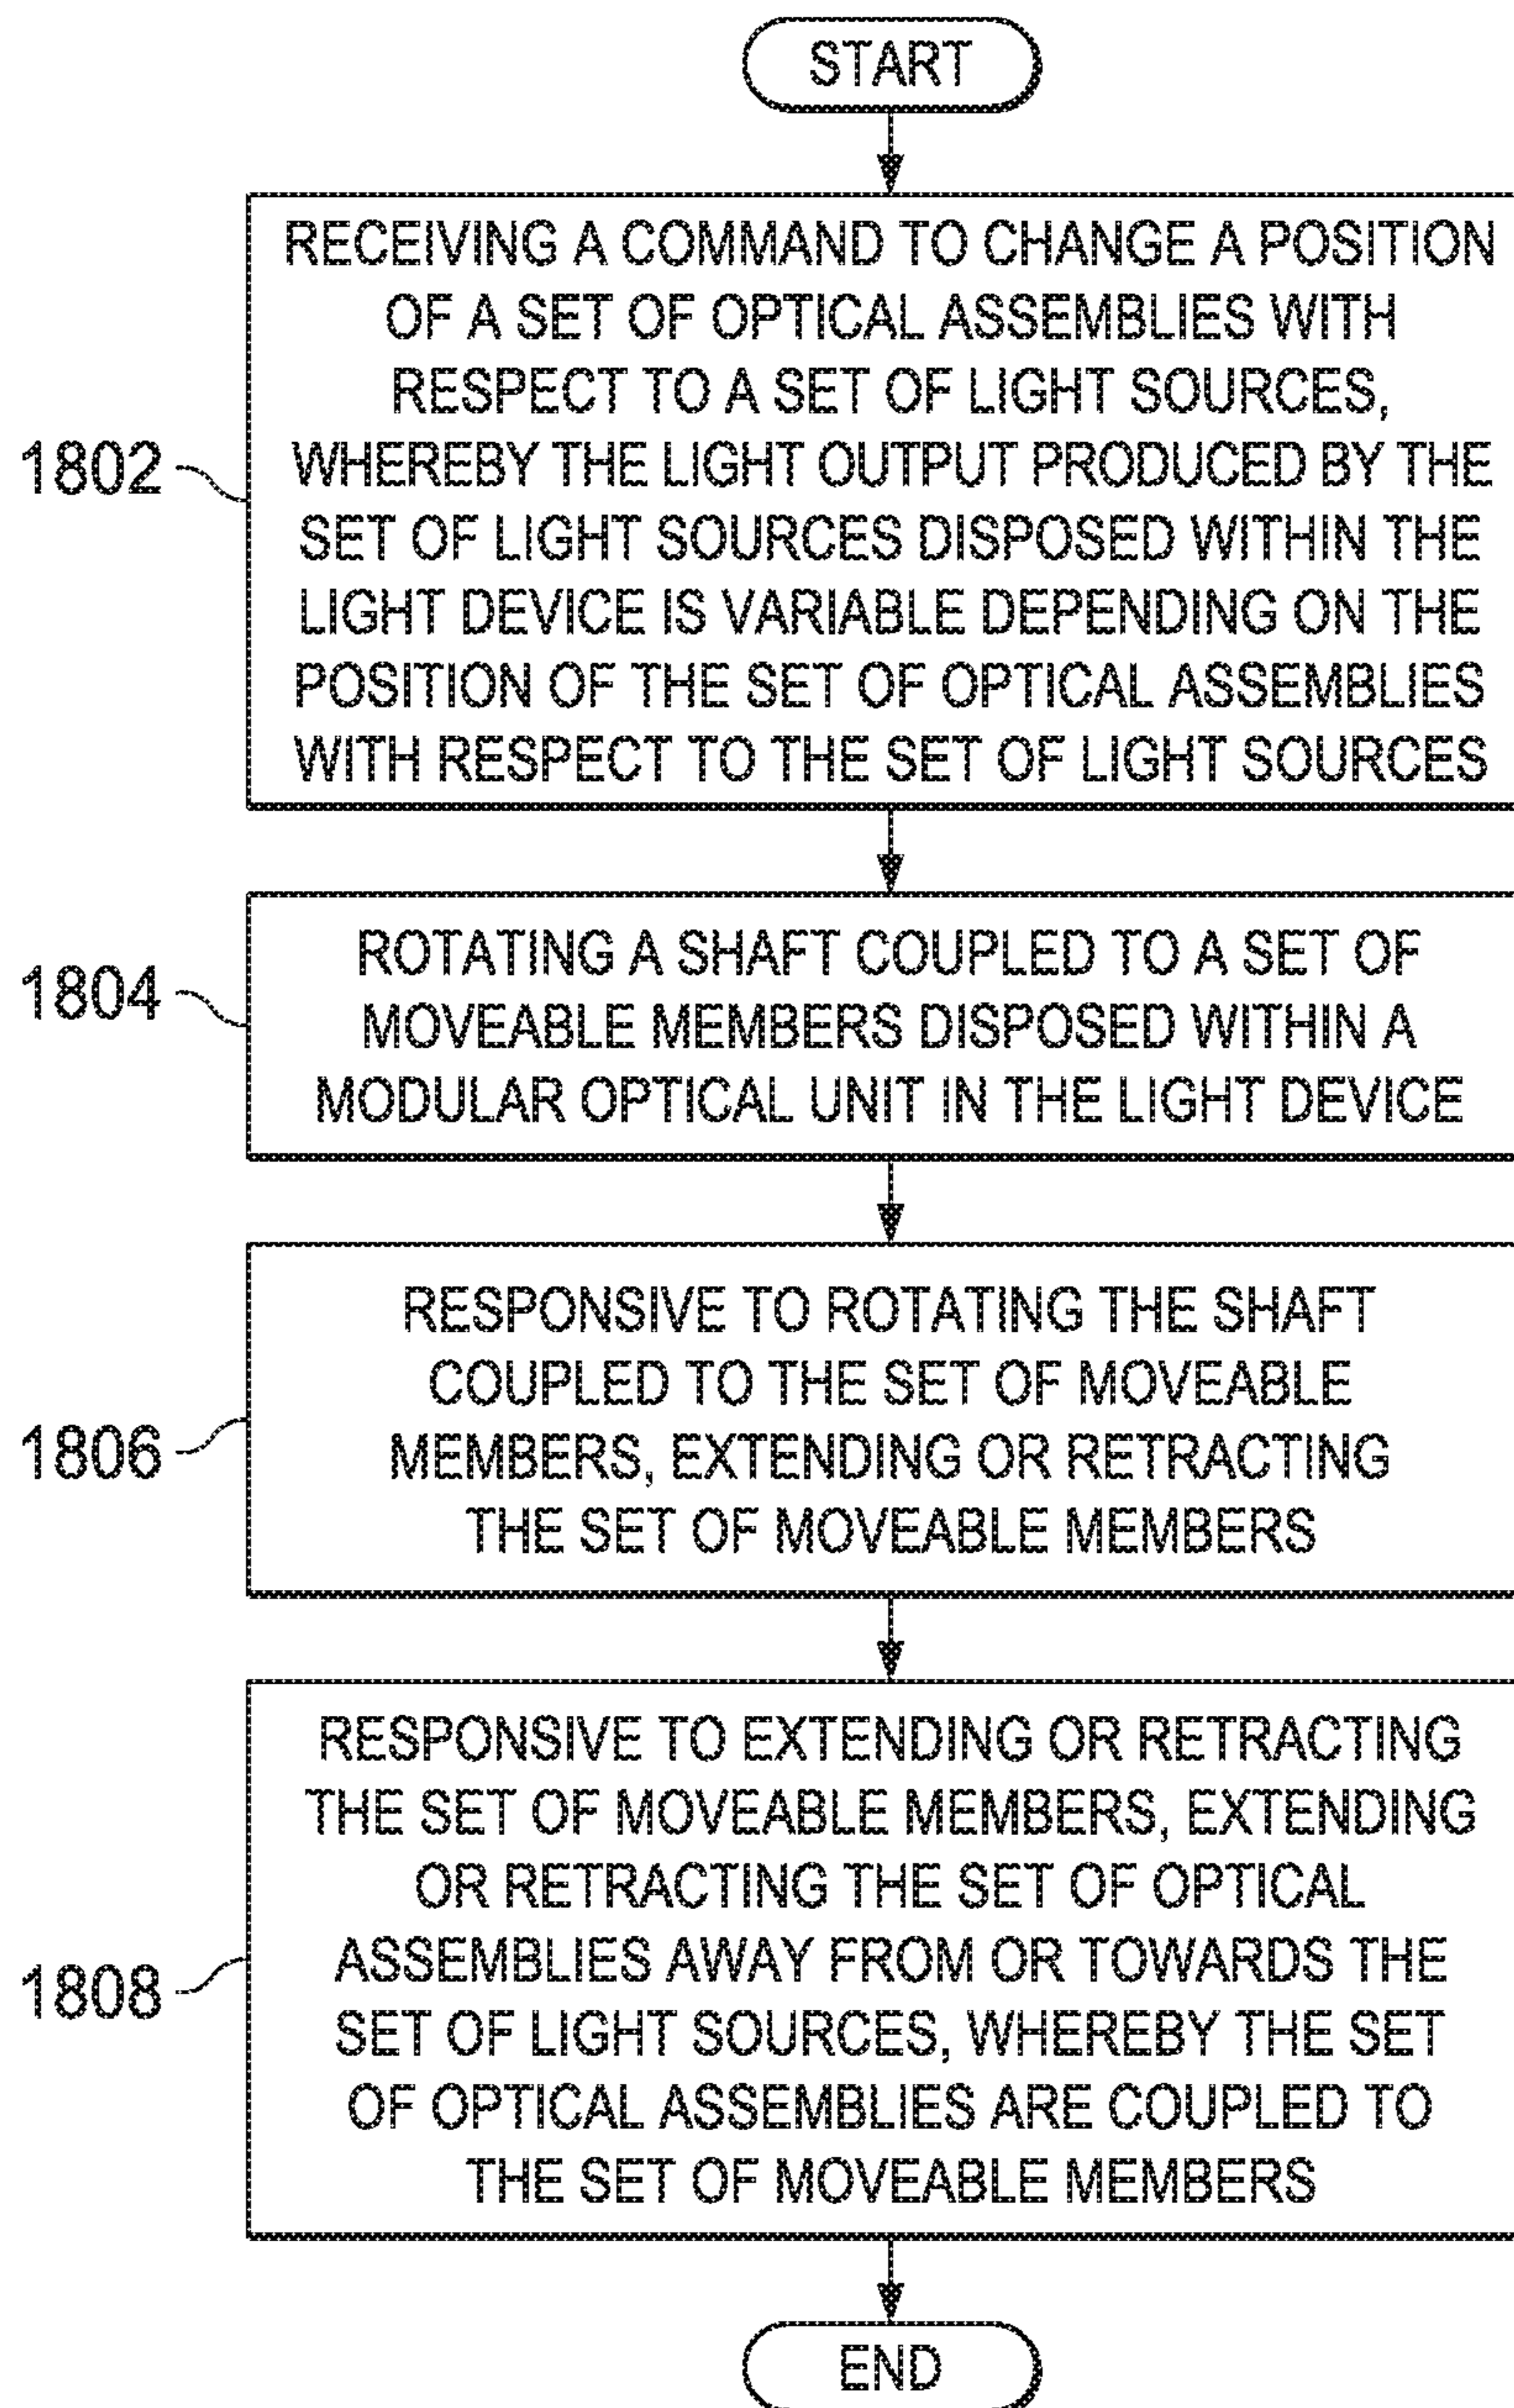 START
RECEIVING A COMMAND TO CHANGE A POSITION
OF A SET OF OPTICAL ASSEMBLIES WITH
RESPECT TO A SET OF LIGHT SOURCES,
WHEREBY THE LIGHT OUTPUT PRODUCED BY THE
SET OF LIGHT SOURCES DISPOSED WITHIN THE
LIGHT DEVICE IS VARIABLE DEPENDING ON THE
POSITION OF THE SET OF OPTICAL ASSEMBLIES
WITH RESPECT TO THE SET OF LIGHT SOURCES
1802
ROTATING A SHAFT COUPLED TO A SET OF
MOVEABLE MEMBERS DISPOSED WITHIN A
MODULAR OPTICAL UNIT IN THE LIGHT DEVICE
1804
RESPONSIVE TO ROTATING THE SHAFT
COUPLED TO THE SET OF MOVEABLE
MEMBERS, EXTENDING OR RETRACTING
THE SET OF MOVEABLE MEMBERS
1806
RESPONSIVE TO EXTENDING OR RETRACTING
THE SET OF MOVEABLE MEMBERS, EXTENDING
OR RETRACTING THE SET OF OPTICAL
ASSEMBLIES AWAY FROM OR TOWARDS THE
SET OF LIGHT SOURCES, WHEREBY THE SET
OF OPTICAL ASSEMBLIES ARE COUPLED TO
THE SET OF MOVEABLE MEMBERS
1808
END